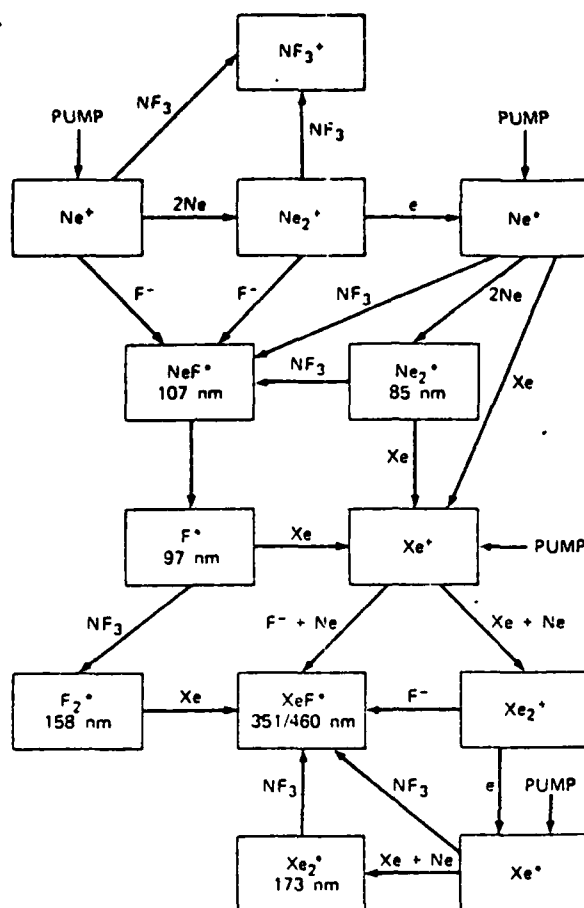 NF₃⁺
NF₃
PUMP
NF₃
PUMP
Ne⁺
2Ne
Ne₂⁺
e
Ne*
F⁻
F⁻
NF₃
2Ne
NeF*
107 nm
NF₃
Ne₂*
85 nm
Xe
Xe
F*
97 nm
Xe
Xe⁺
PUMP
NF₃
F⁻ + Ne
Xe + Ne
F₂*
158 nm
Xe
XeF*
351/460 nm
F⁻
Xe₂⁺
NF₃
NF₃
e
PUMP
Xe₂*
173 nm
Xe + Ne
Xe*